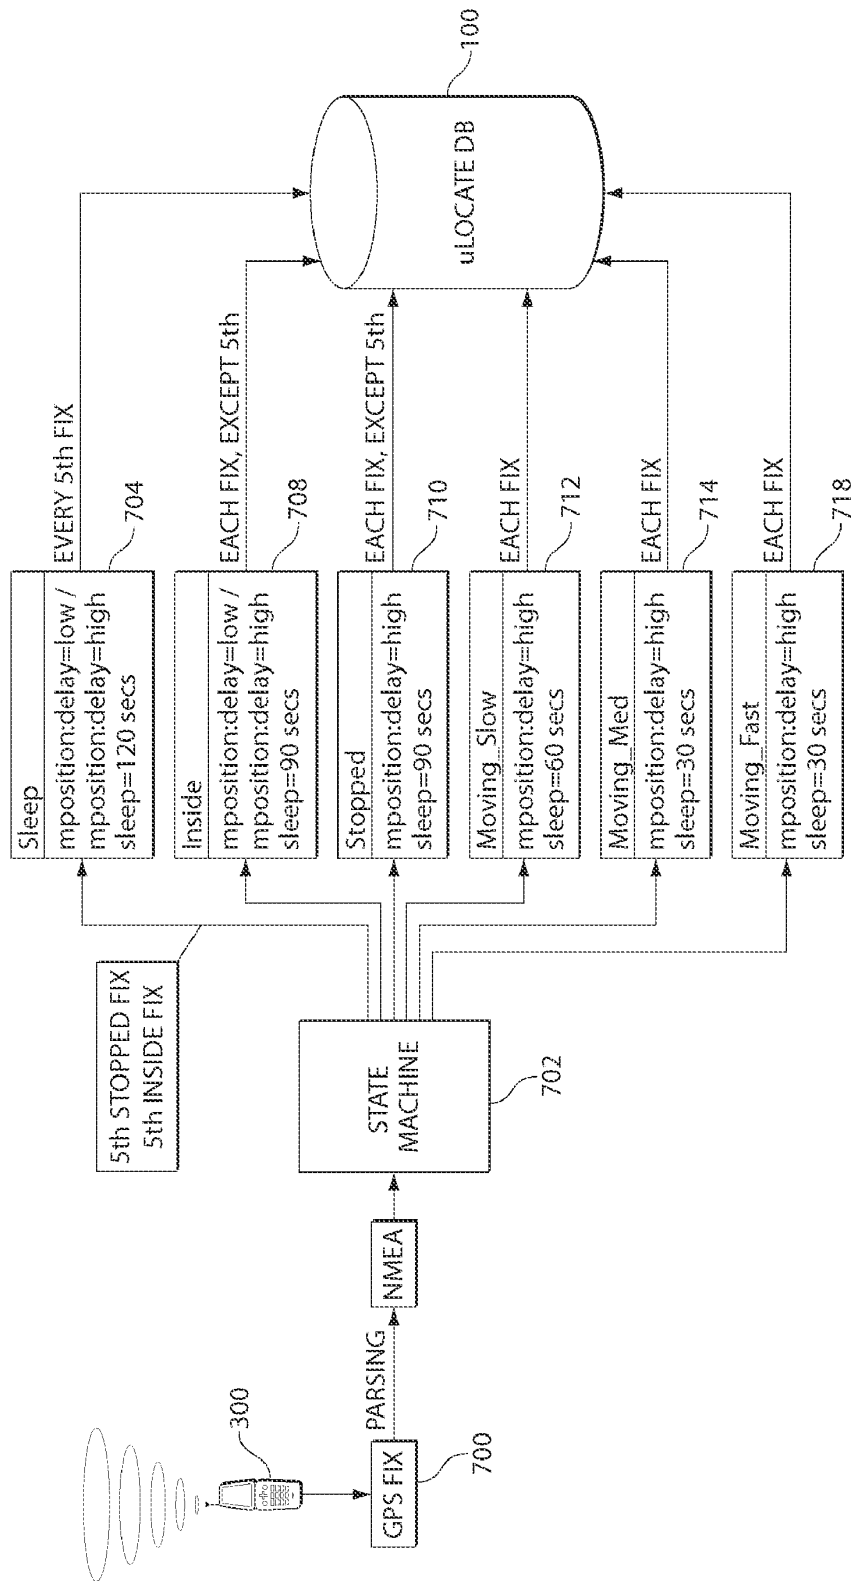 300
GPS FIX
700
PARSING
NMEA
STATE
MACHINE
702
5th STOPPED FIX
5th INSIDE FIX
Sleep
mposition:delay=low /
mposition:delay=high
sleep=120 secs
704
EVERY 5th FIX
Inside
mposition:delay=low /
mposition:delay=high
sleep=90 secs
708
EACH FIX, EXCEPT 5th
Stopped
mposition:delay=high
sleep=90 secs
710
EACH FIX, EXCEPT 5th
Moving_Slow
mposition:delay=high
sleep=60 secs
712
EACH FIX
Moving_Med
mposition:delay=high
sleep=30 secs
714
EACH FIX
Moving_Fast
mposition:delay=high
sleep=30 secs
718
EACH FIX
uLOCATE DB
100